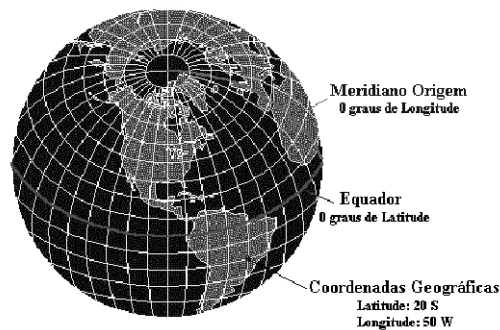 Meridiano Origem
0 graus de Longitude
Equador
0 graus de Latitude
Coordenadas Geográficas
Latitude: 20 S
Longitude: 50 W